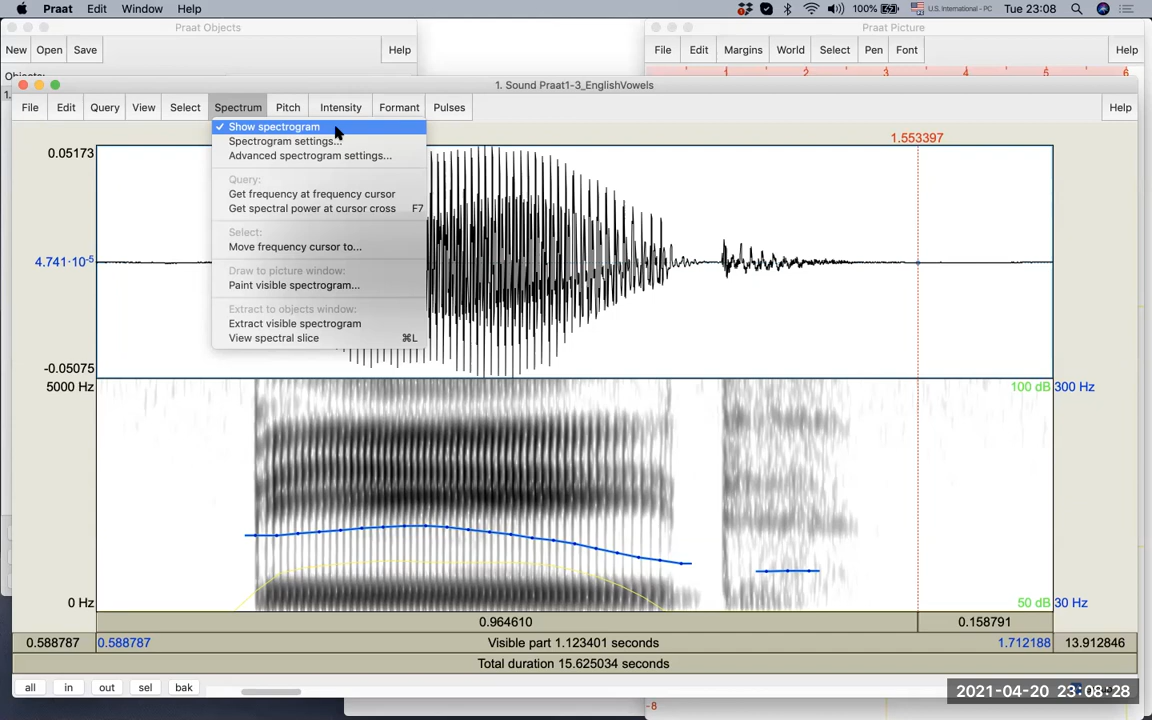 Praat Edit Window Help 100% U.S. International - PC Tue 23:08
Praat Objects Praat Picture
New Open Save Help File Edit Margins World Select Pen Font Help
Objects:
1 2 3 4 5 6
1. Sound Praat1-3_EnglishVowels
File Edit Query View Select Spectrum Pitch Intensity Formant Pulses Help
✓ Show spectrogram
Spectrogram settings...
Advanced spectrogram settings...
Query:
Get frequency at frequency cursor
Get spectral power at cursor cross F7
Select:
Move frequency cursor to...
Draw to picture window:
Paint visible spectrogram...
Extract to objects window:
Extract visible spectrogram
View spectral slice ⌘L
1.553397
0.05173
4.741·10-5
-0.05075
5000 Hz 100 dB 300 Hz
0 Hz 50 dB 30 Hz
0.964610 0.158791
0.588787 0.588787 Visible part 1.123401 seconds 1.712188 13.912846
Total duration 15.625034 seconds
all in out sel bak
2021-04-20 23:08:28
-8